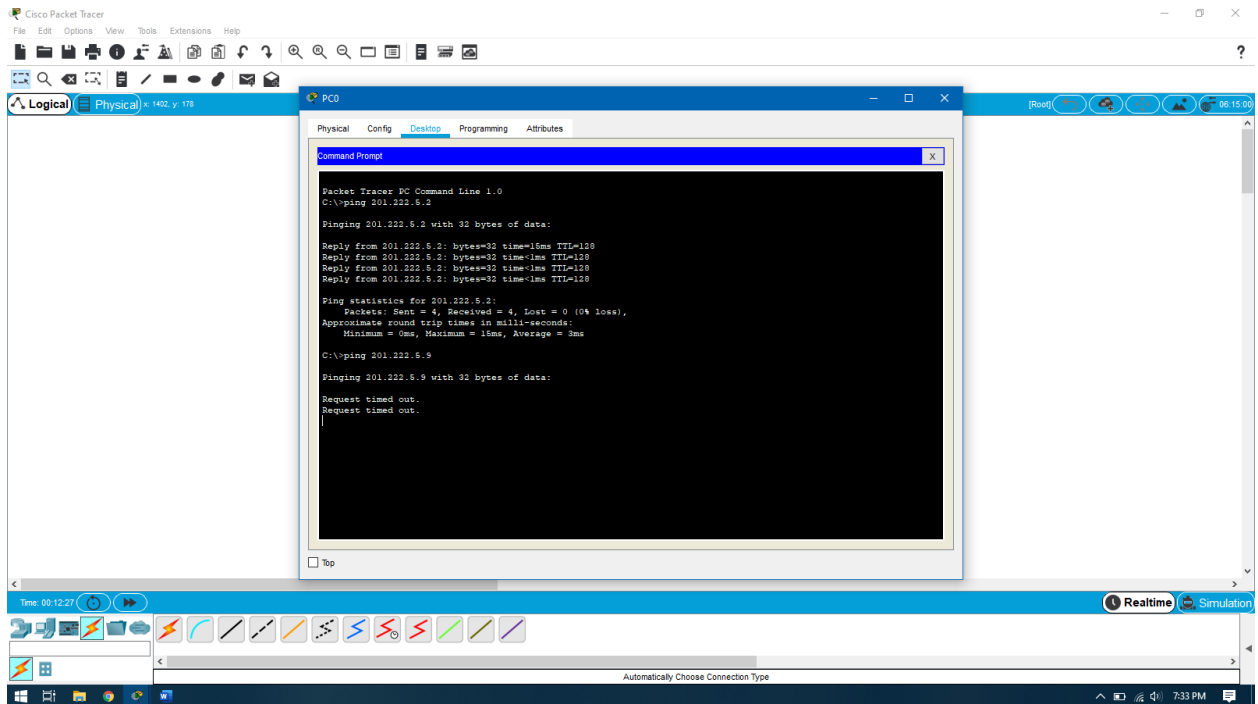 Cisco Packet Tracer
File Edit Options View Tools Extensions Help
?
Logical Physical x: 1402, y: 178
[Root] 06:15:00
PC0
Physical Config Desktop Programming Attributes
Command Prompt X
Packet Tracer PC Command Line 1.0
C:\>ping 201.222.5.2
Pinging 201.222.5.2 with 32 bytes of data:
Reply from 201.222.5.2: bytes=32 time=15ms TTL=128
Reply from 201.222.5.2: bytes=32 time<1ms TTL=128
Reply from 201.222.5.2: bytes=32 time<1ms TTL=128
Reply from 201.222.5.2: bytes=32 time<1ms TTL=128
Ping statistics for 201.222.5.2:
Packets: Sent = 4, Received = 4, Lost = 0 (0% loss),
Approximate round trip times in milli-seconds:
Minimum = 0ms, Maximum = 15ms, Average = 3ms
C:\>ping 201.222.5.9
Pinging 201.222.5.9 with 32 bytes of data:
Request timed out.
Request timed out.
Top
Time: 00:12:27
Realtime Simulation
Automatically Choose Connection Type
7:33 PM